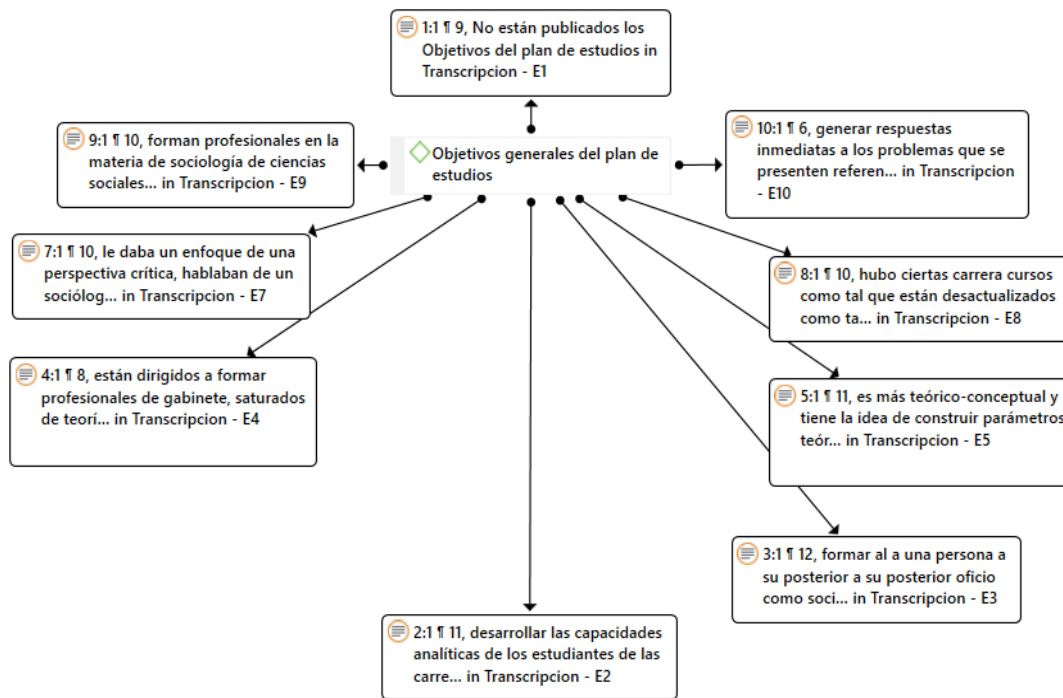 1:1 ¶ 9, No están publicados los
Objetivos del plan de estudios in
Transcripcion - E1
9:1 ¶ 10, forman profesionales en la
materia de sociología de ciencias
sociales... in Transcripcion - E9
Objetivos generales del plan de
estudios
10:1 ¶ 6, generar respuestas
inmediatas a los problemas que se
presenten referen... in Transcripcion
- E10
7:1 ¶ 10, le daba un enfoque de una
perspectiva crítica, hablaban de un
sociólog... in Transcripcion - E7
8:1 ¶ 10, hubo ciertas carrera cursos
como tal que están desactualizados
como ta... in Transcripcion - E8
4:1 ¶ 8, están dirigidos a formar
profesionales de gabinete, saturados
de teorí... in Transcripcion - E4
5:1 ¶ 11, es más teórico-conceptual y
tiene la idea de construir parámetros
teór... in Transcripcion - E5
3:1 ¶ 12, formar al a una persona a
su posterior a su posterior oficio
como soci... in Transcripcion - E3
2:1 ¶ 11, desarrollar las capacidades
analíticas de los estudiantes de las
carre... in Transcripcion - E2